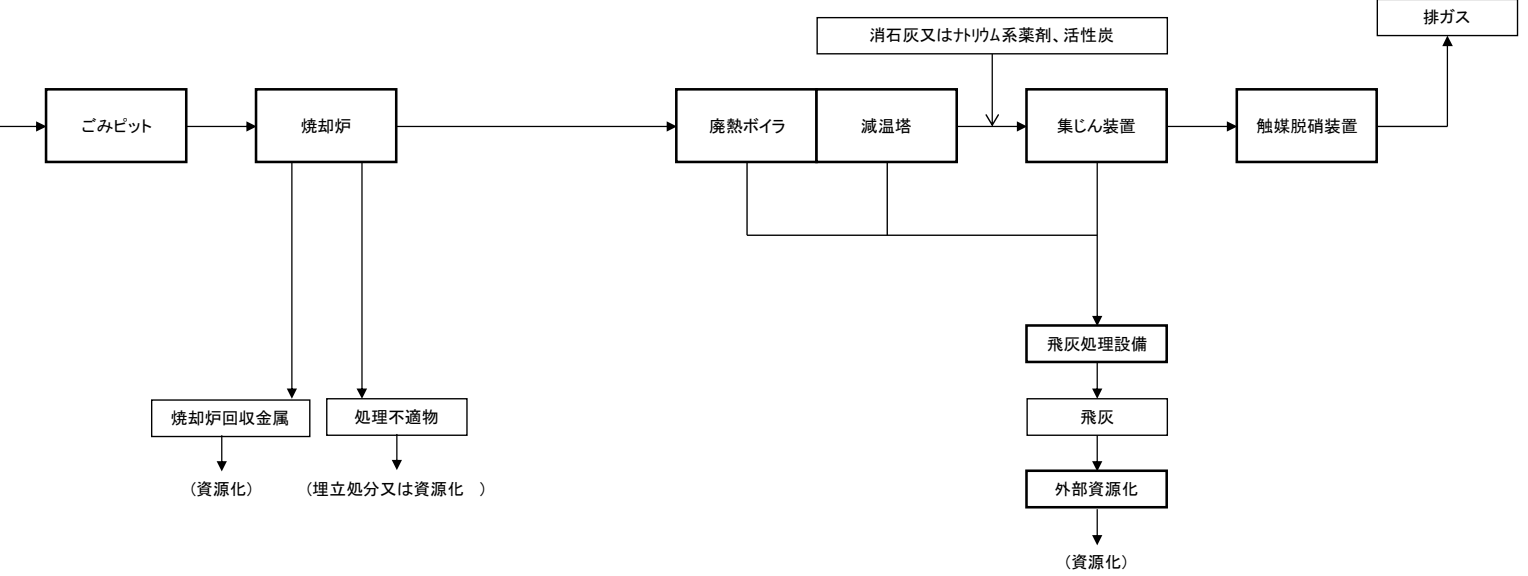 排ガス
消石灰又はﾅﾄﾘｳﾑ系薬剤、活性炭
ごみピット
焼却炉
廃熱ボイラ
減温塔
集じん装置
触媒脱硝装置
飛灰処理設備
焼却炉回収金属
処理不適物
飛灰
(資源化)
(埋立処分又は資源化　)
外部資源化
(資源化)